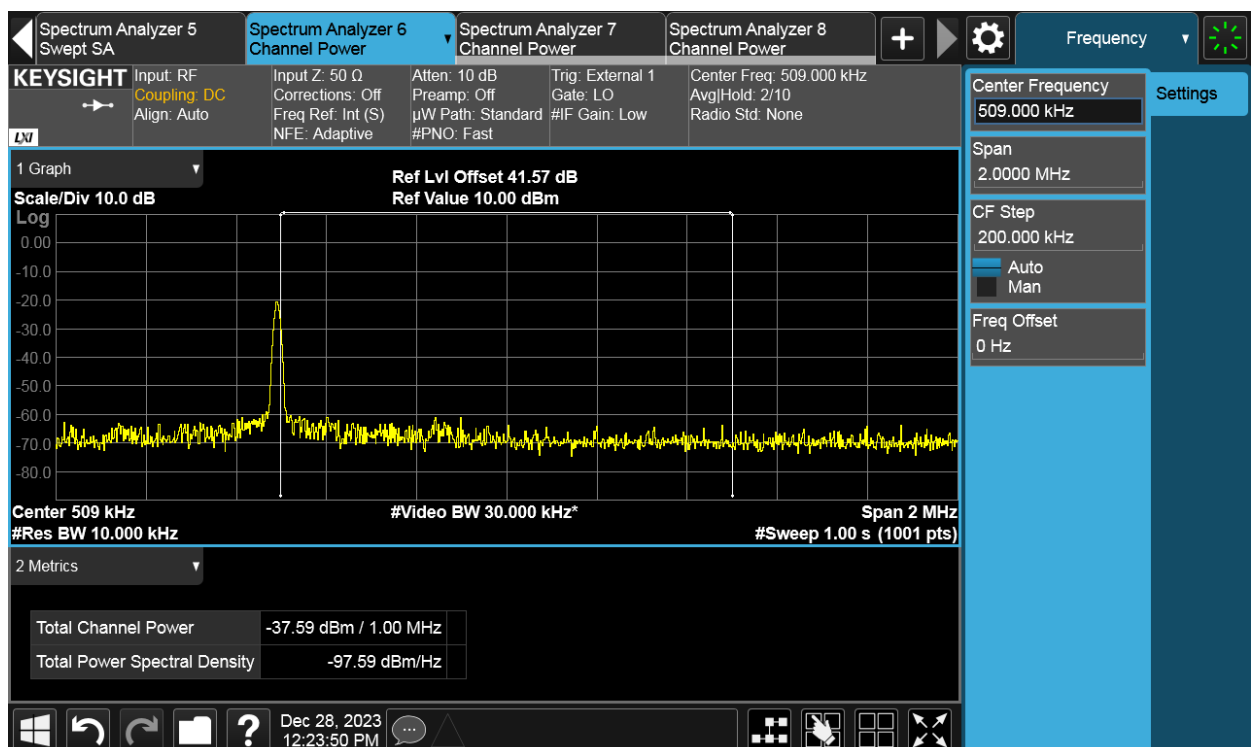 Spectrum Analyzer 5
Swept SA
Spectrum Analyzer 6
Channel Power
Spectrum Analyzer 7
Channel Power
Spectrum Analyzer 8
Channel Power
+
Frequency
KEYSIGHT
LXI
Input: RF
Coupling: DC
Align: Auto
Input Z: 50 Ω
Corrections: Off
Freq Ref: Int (S)
NFE: Adaptive
Atten: 10 dB
Preamp: Off
µW Path: Standard
#PNO: Fast
Trig: External 1
Gate: LO
#IF Gain: Low
Center Freq: 509.000 kHz
Avg|Hold: 2/10
Radio Std: None
Center Frequency
509.000 kHz
Settings
Span
2.0000 MHz
CF Step
200.000 kHz
Auto
Man
Freq Offset
0 Hz
1 Graph
Scale/Div 10.0 dB
Ref Lvl Offset 41.57 dB
Ref Value 10.00 dBm
Log
0.00
-10.0
-20.0
-30.0
-40.0
-50.0
-60.0
-70.0
-80.0
Center 509 kHz
#Video BW 30.000 kHz*
Span 2 MHz
#Res BW 10.000 kHz
#Sweep 1.00 s (1001 pts)
2 Metrics
Total Channel Power -37.59 dBm / 1.00 MHz
Total Power Spectral Density -97.59 dBm/Hz
?
Dec 28, 2023
12:23:50 PM